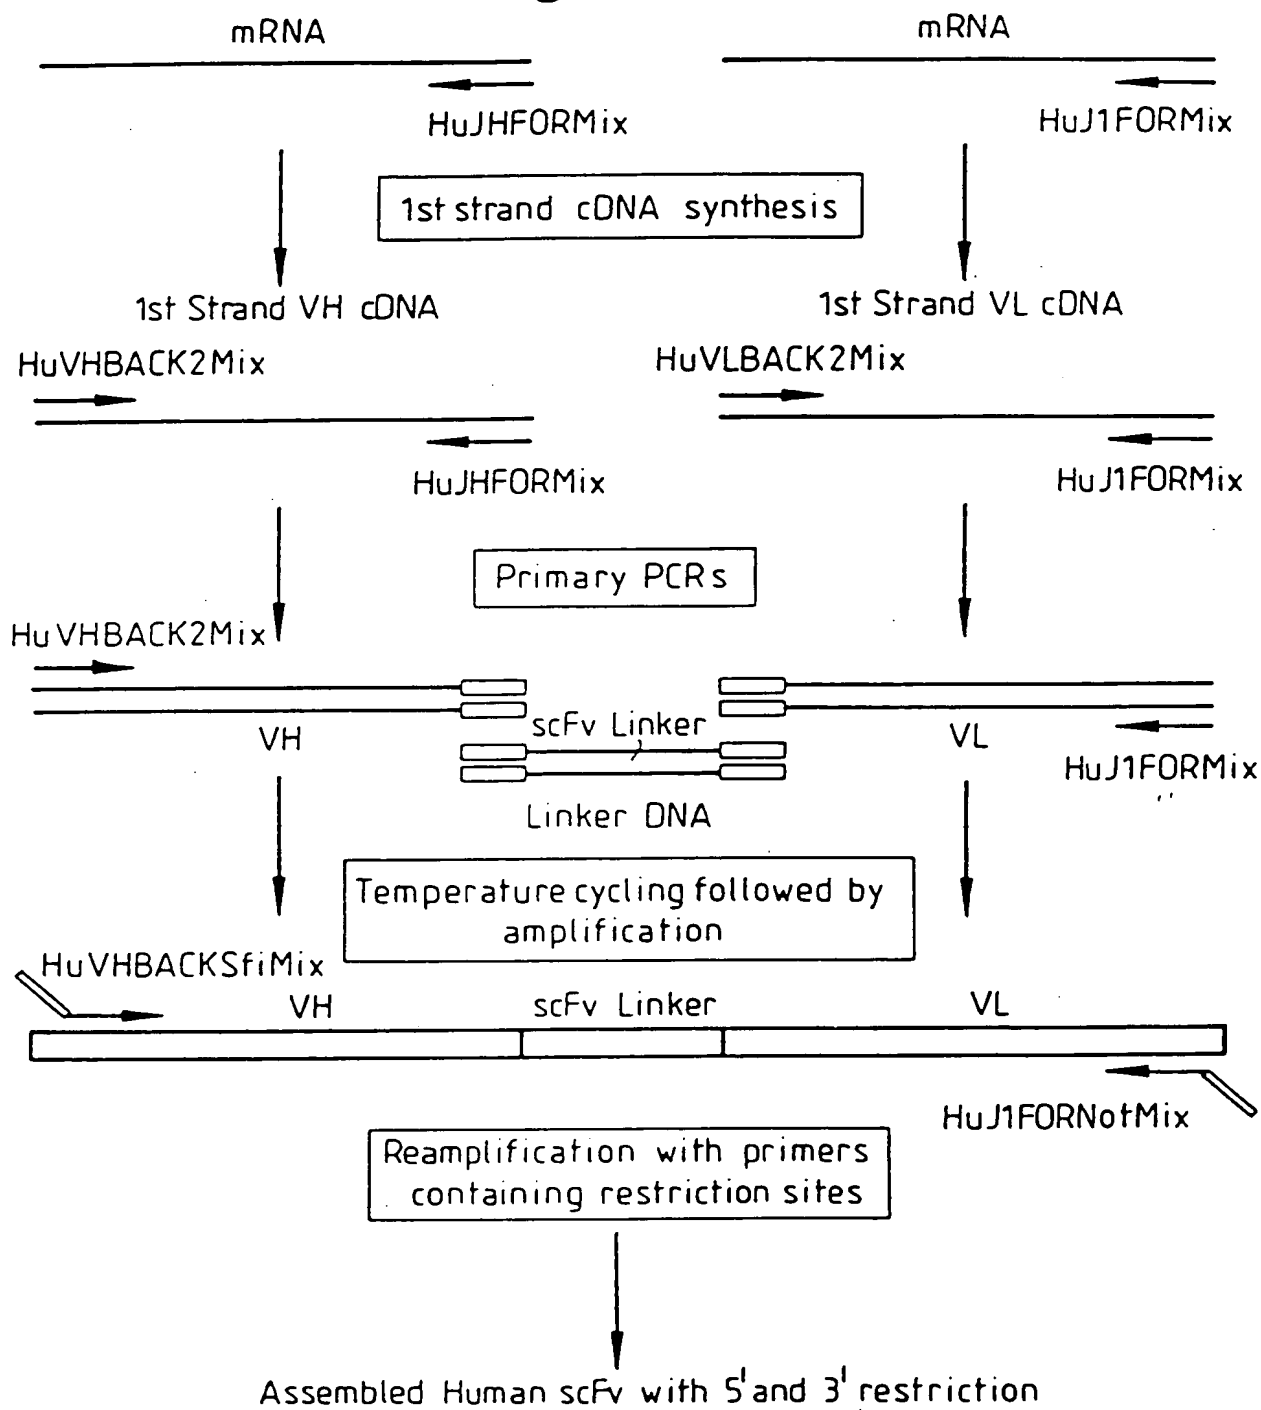 mRNA
mRNA
HuJHFORMix
HuJ1FORMix
1st strand cDNA synthesis
1st Strand VH cDNA
1st Strand VL cDNA
HuVHBACK2Mix
HuVLBACK2Mix
HuJHFORMix
HuJ1FORMix
Primary PCRs
HuVHBACK2Mix
scFv Linker
VH
VL
HuJ1FORMix
Linker DNA
Temperature cycling followed by
amplification
HuVHBACKSfiMix
VH
scFv Linker
VL
HuJ1FORNotMix
Reamplification with primers
containing restriction sites
Assembled Human scFv with 5' and 3' restriction